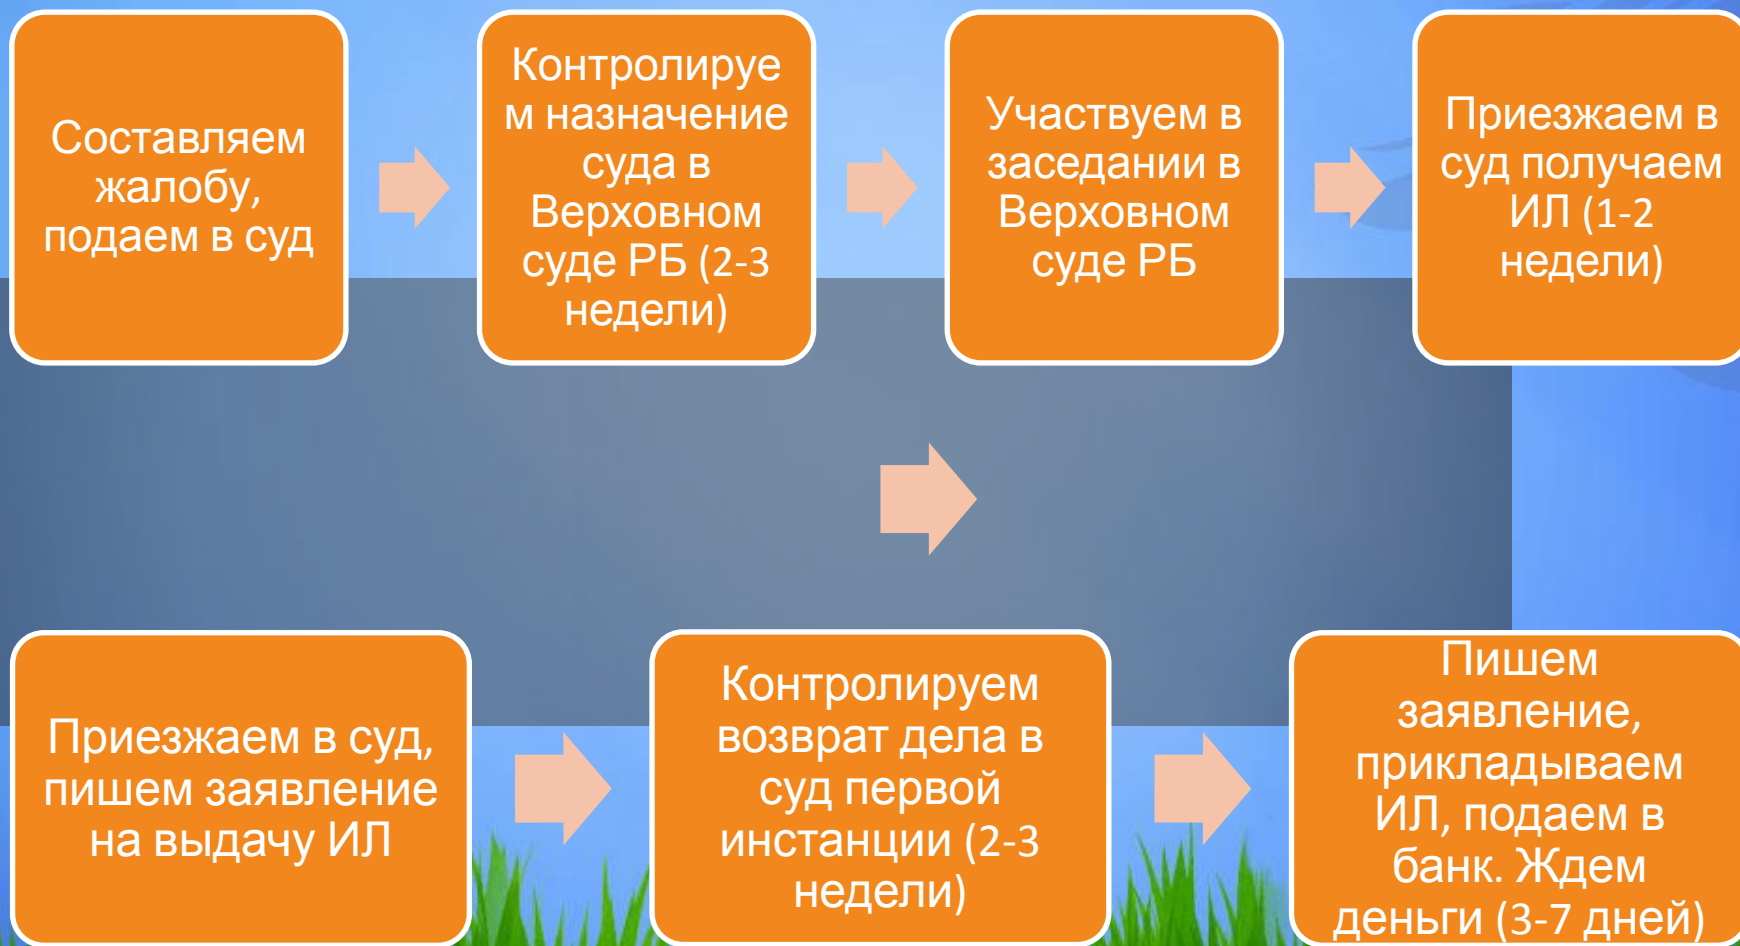 Составляем
жалобу,
подаем в суд
Контролируе
м назначение
суда в
Верховном
суде РБ (2-3
недели)
Участвуем в
заседании в
Верховном
суде РБ
Приезжаем в
суд получаем
ИЛ (1-2
недели)
Приезжаем в суд,
пишем заявление
на выдачу ИЛ
Контролируем
возврат дела в
суд первой
инстанции (2-3
недели)
Пишем
заявление,
прикладываем
ИЛ, подаем в
банк. Ждем
деньги (3-7 дней)